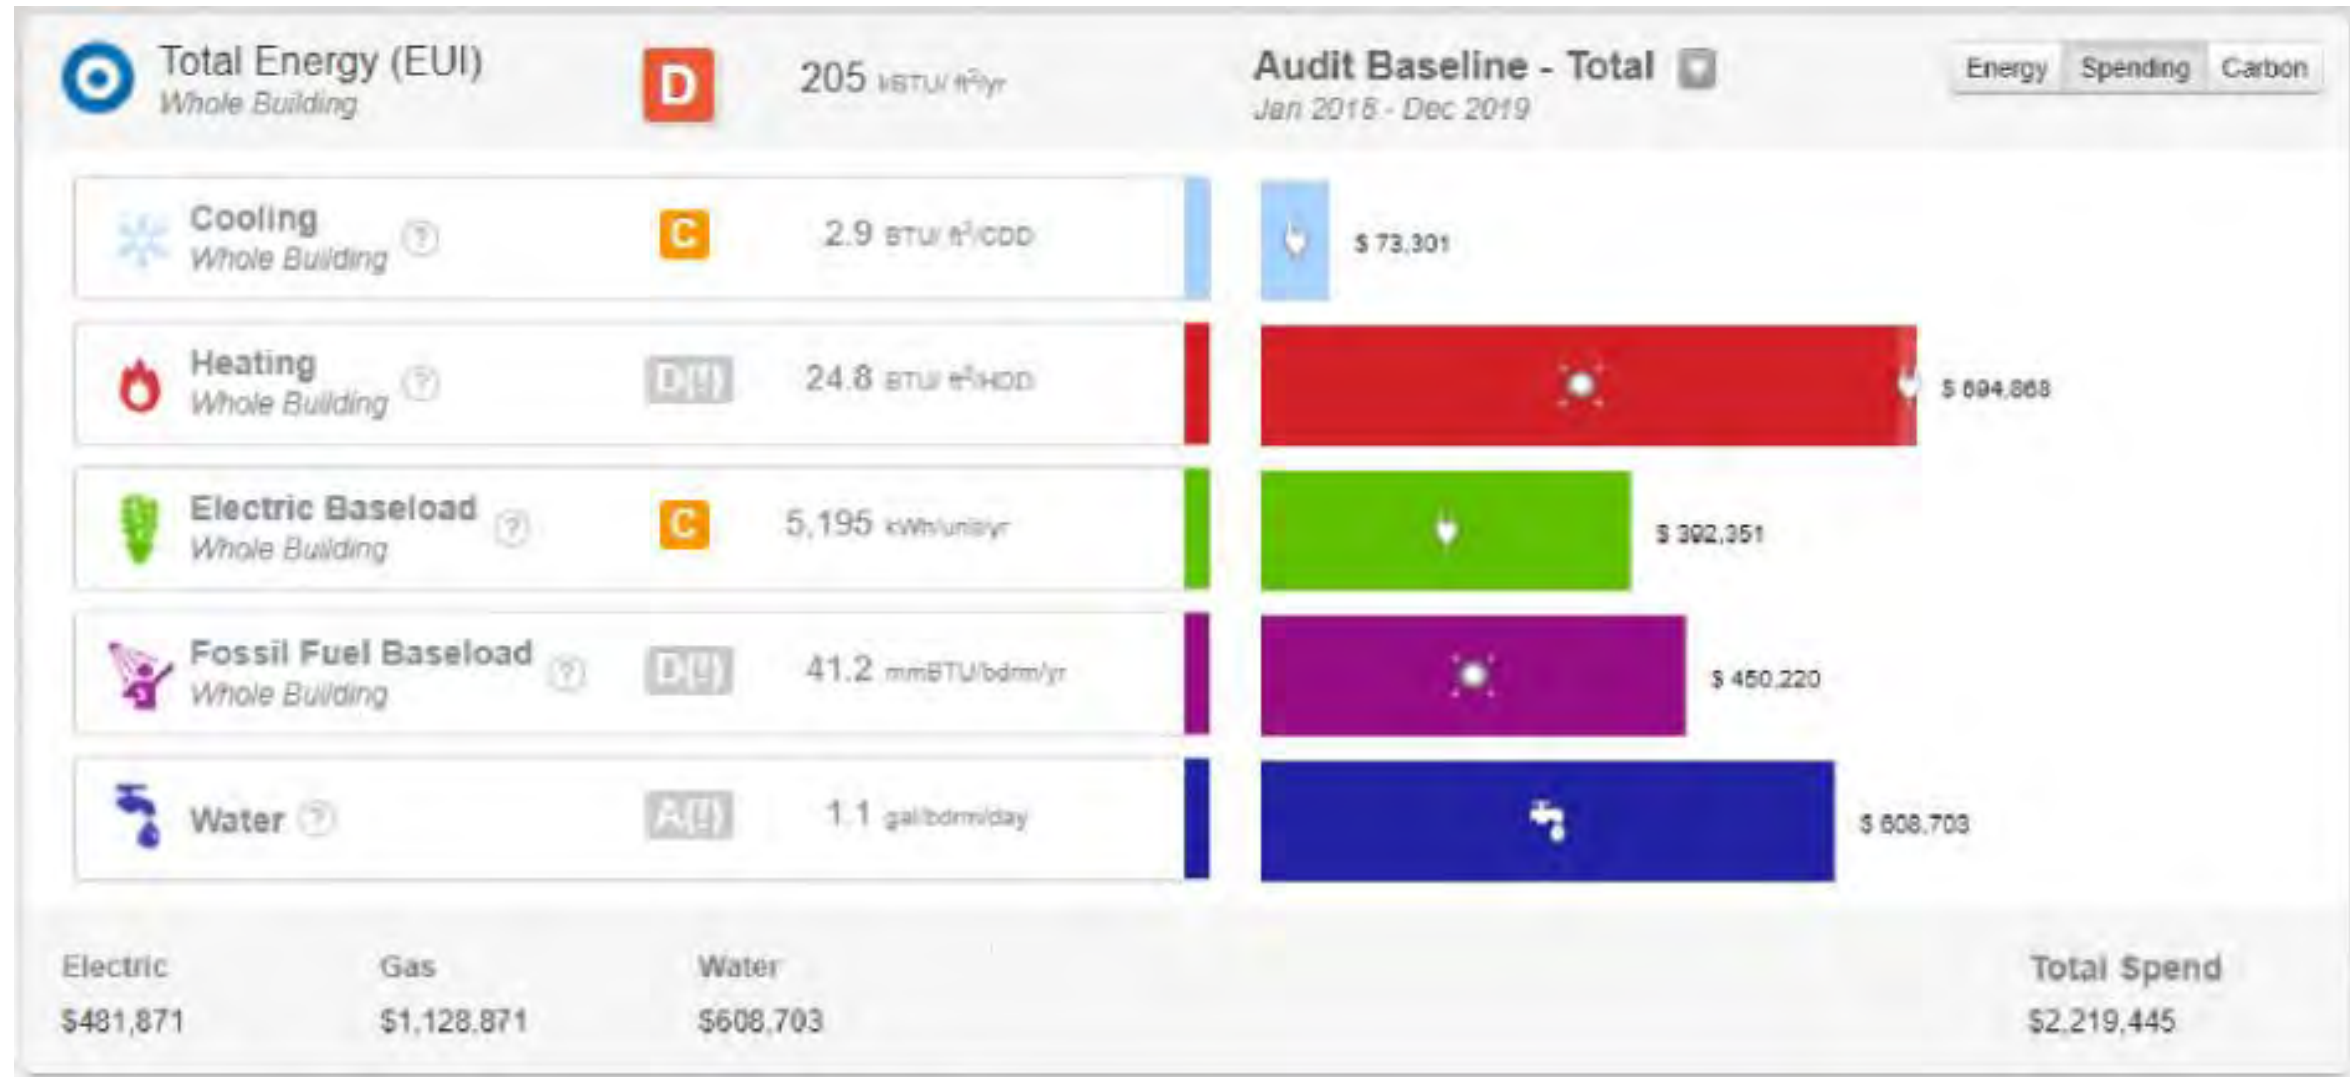 Total Energy (EUI)
Whole Building
D
205 kBTU/ ft²/yr
Audit Baseline - Total
Jan 2018 - Dec 2019
Energy Spending Carbon
Cooling
Whole Building
?
C
2.9 BTU/ ft²/CDD
$ 73,301
Heating
Whole Building
?
D(!)
24.8 BTU/ ft²/HDD
$ 694,868
Electric Baseload
Whole Building
?
C
5,195 kWh/unit/yr
$ 392,351
Fossil Fuel Baseload
Whole Building
?
D(!)
41.2 mmBTU/bdrm/yr
$ 450,220
Water
?
A(!)
1.1 gal/bdrm/day
$ 608,703
Electric Gas Water Total Spend
$481,871 $1,128,871 $608,703 $2,219,445